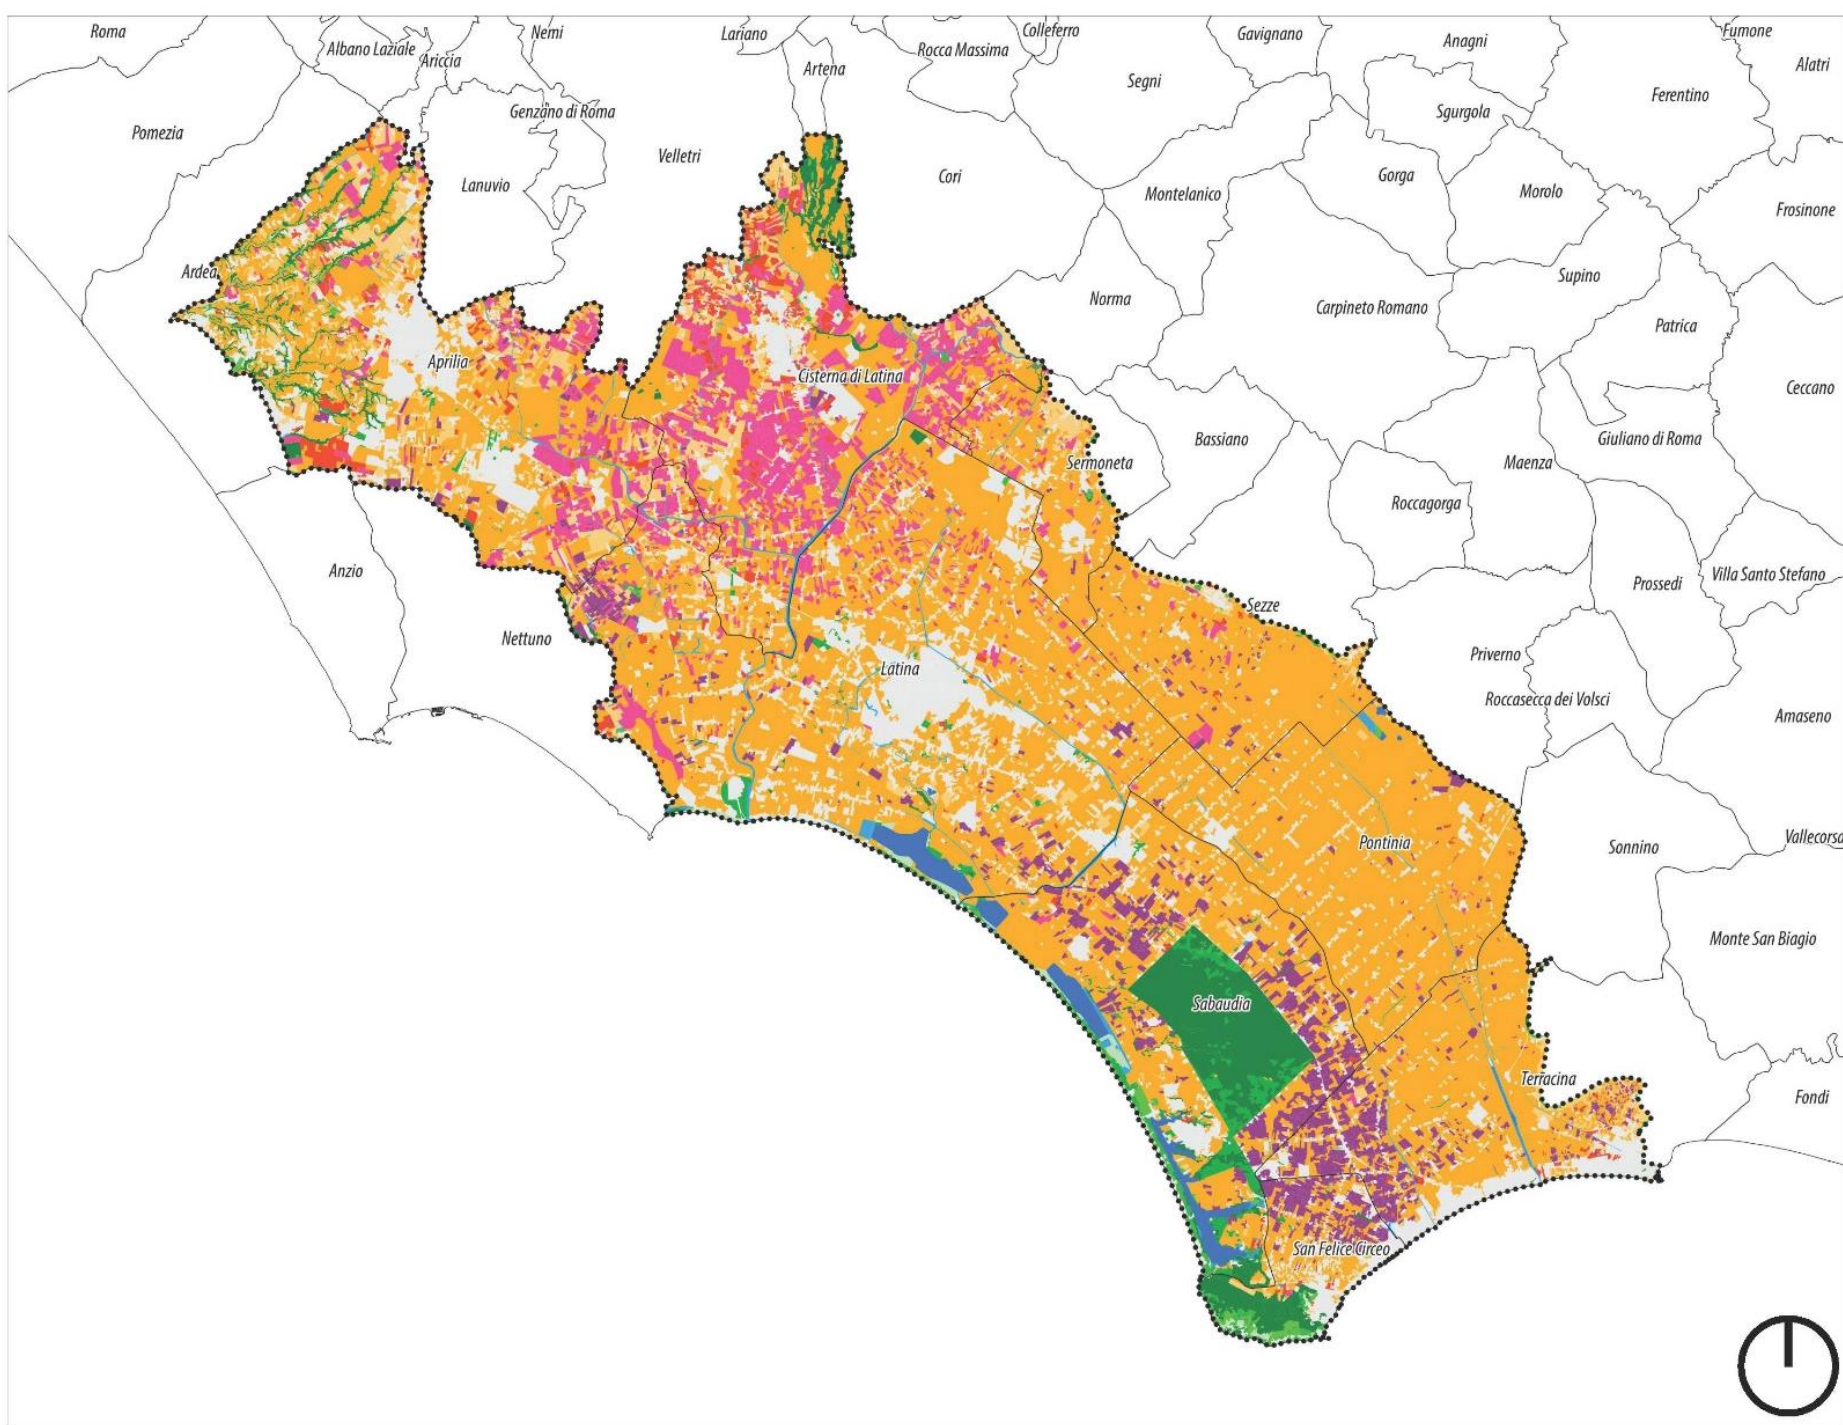 Roma
Albano Laziale
Ariccia
Nemi
Lariano
Artena
Rocca Massima
Colleferro
Gavignano
Segni
Anagni
Sgurgola
Fumone
Alatri
Ferentino
Pomezia
Genzano di Roma
Lanuvio
Velletri
Cori
Montelanico
Gorga
Morolo
Frosinone
Ardea
Norma
Carpineto Romano
Supino
Patrica
Aprilia
Cisterna di Latina
Ceccano
Bassiano
Sermoneta
Maenza
Giuliano di Roma
Roccagorga
Anzio
Prossedi
Villa Santo Stefano
Sezze
Nettuno
Latina
Priverno
Roccasecca dei Volsci
Amaseno
Pontinia
Sonnino
Vallecorsa
Monte San Biagio
Sabaudia
Terracina
Fondi
San Felice Circeo